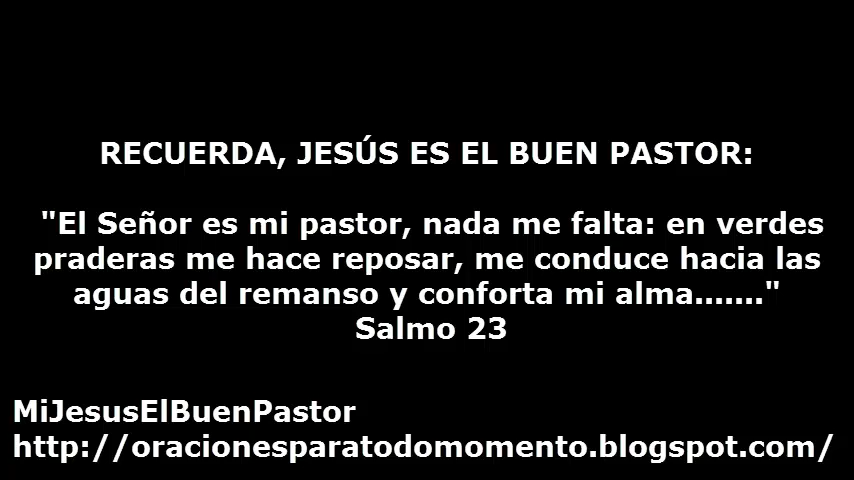 RECUERDA, JESÚS ES EL BUEN PASTOR:
"El Señor es mi pastor, nada me falta: en verdes
praderas me hace reposar, me conduce hacia las
aguas del remanso y conforta mi alma......."
Salmo 23
MiJesusElBuenPastor
http://oracionesparatodomomento.blogspot.com/